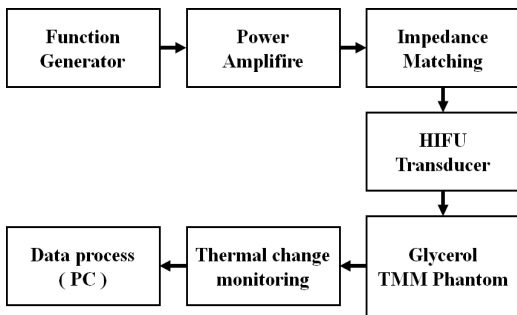 Function
Generator
Power
Amplifire
Impedance
Matching
HIFU
Transducer
Glycerol
TMM Phantom
Thermal change
monitoring
Data process
( PC )